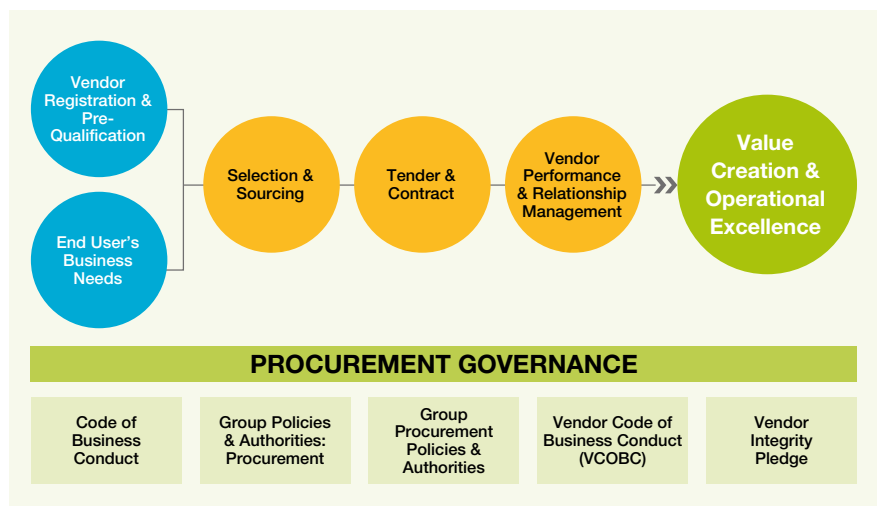 Vendor
Registration &
Pre-
Qualification
End User's
Business
Needs
Selection &
Sourcing
Tender &
Contract
Vendor
Performance
& Relationship
Management
Value
Creation &
Operational
Excellence
PROCUREMENT GOVERNANCE
Code of
Business
Conduct
Group Policies
& Authorities:
Procurement
Group
Procurement
Policies &
Authorities
Vendor Code of
Business Conduct
(VCOBC)
Vendor
Integrity
Pledge